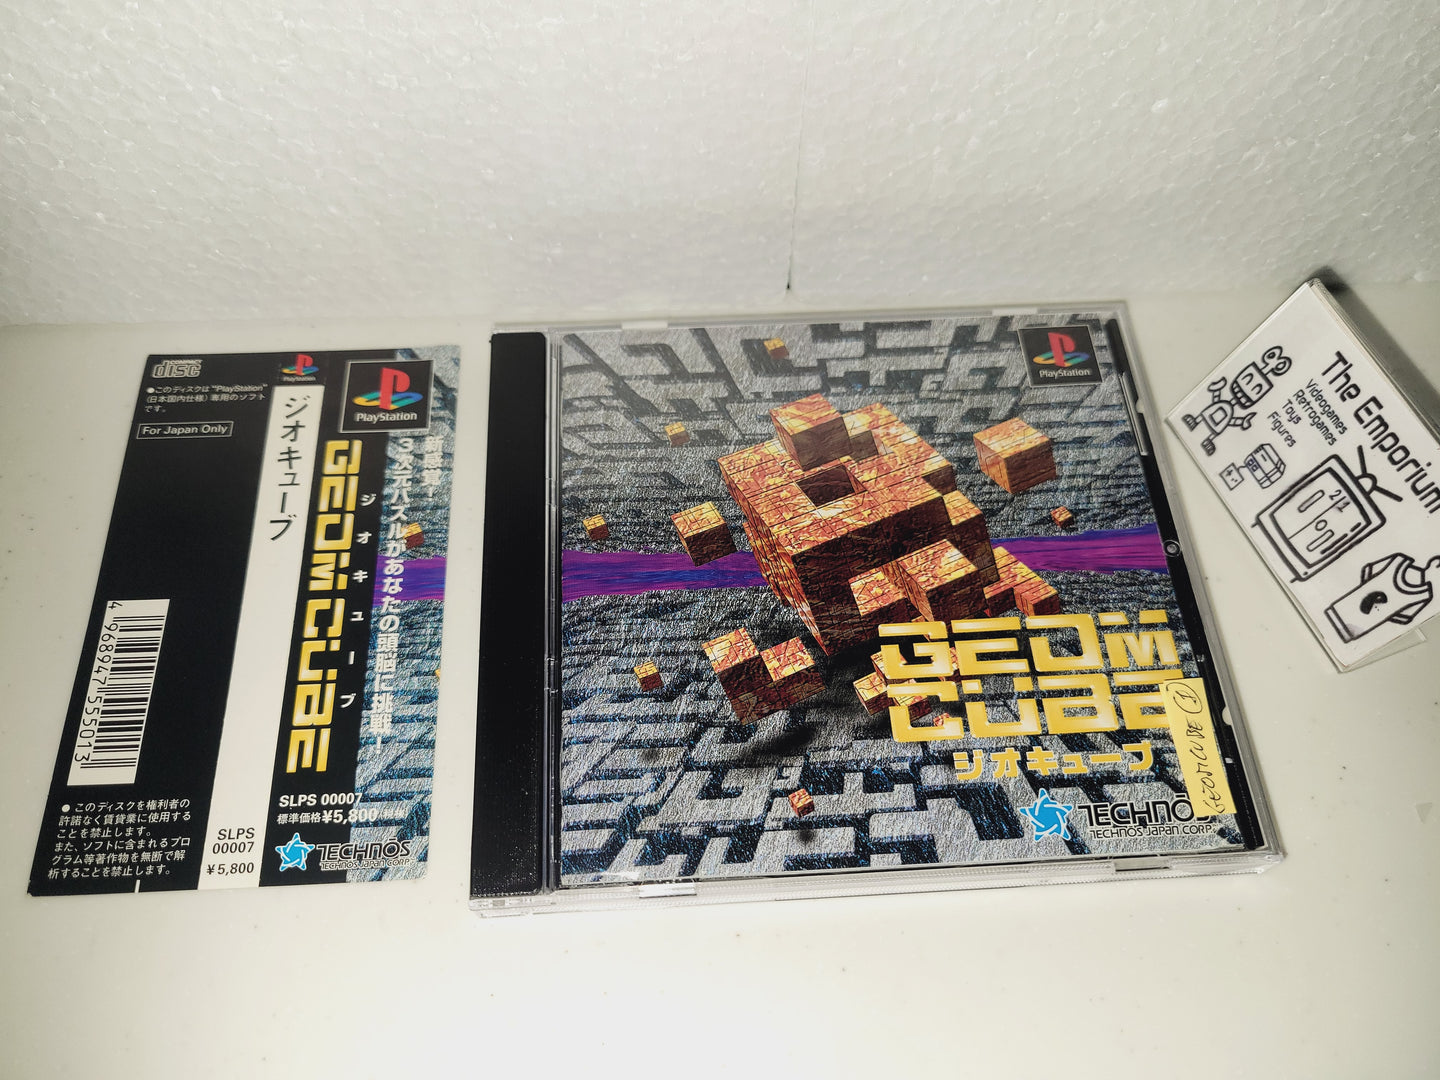 COMPACT
disc
●このディスクは"PlayStation"
(日本国内仕様)専用のソフト
です。
For Japan Only
4 968947 555013
● このディスクを権利者の
許諾なく賃貸業に使用する
ことを禁止します。
また、ソフトに含まれるプロ
グラム等著作物を無断で解
析することを禁止します。
PlayStation
ジオキューブ
SLPS
00007
¥5,800
PlayStation
3次元パズルがあなたの頭脳に挑戦!
ジオキューブ
GEOM CUBE
SLPS 00007
標準価格¥5,800
TECHNŌS
TECHNOS JAPAN CORP.
PlayStation
GEOM
CUBE
ジオキューブ
TECHNŌS
TECHNOS JAPAN CORP.
GEOMCUBE ①
The Emporium
Videogames
Retrogames
Toys
Figures